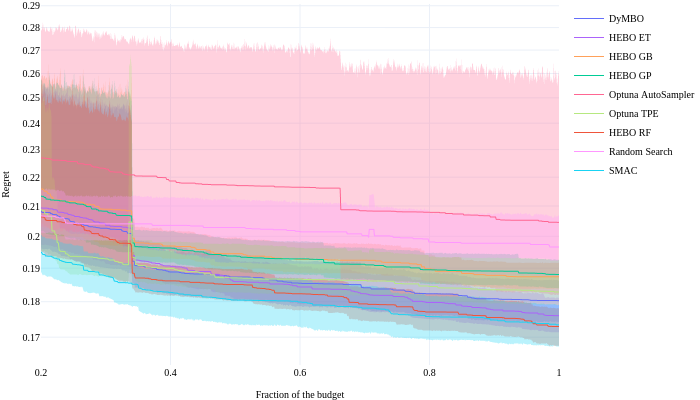 0.29
0.28
0.27
0.26
0.25
0.24
0.23
0.22
0.21
0.2
0.19
0.18
0.17
Regret
0.2
0.4
0.6
0.8
1
Fraction of the budget
DyMBO
HEBO ET
HEBO GB
HEBO GP
Optuna AutoSampler
Optuna TPE
HEBO RF
Random Search
SMAC